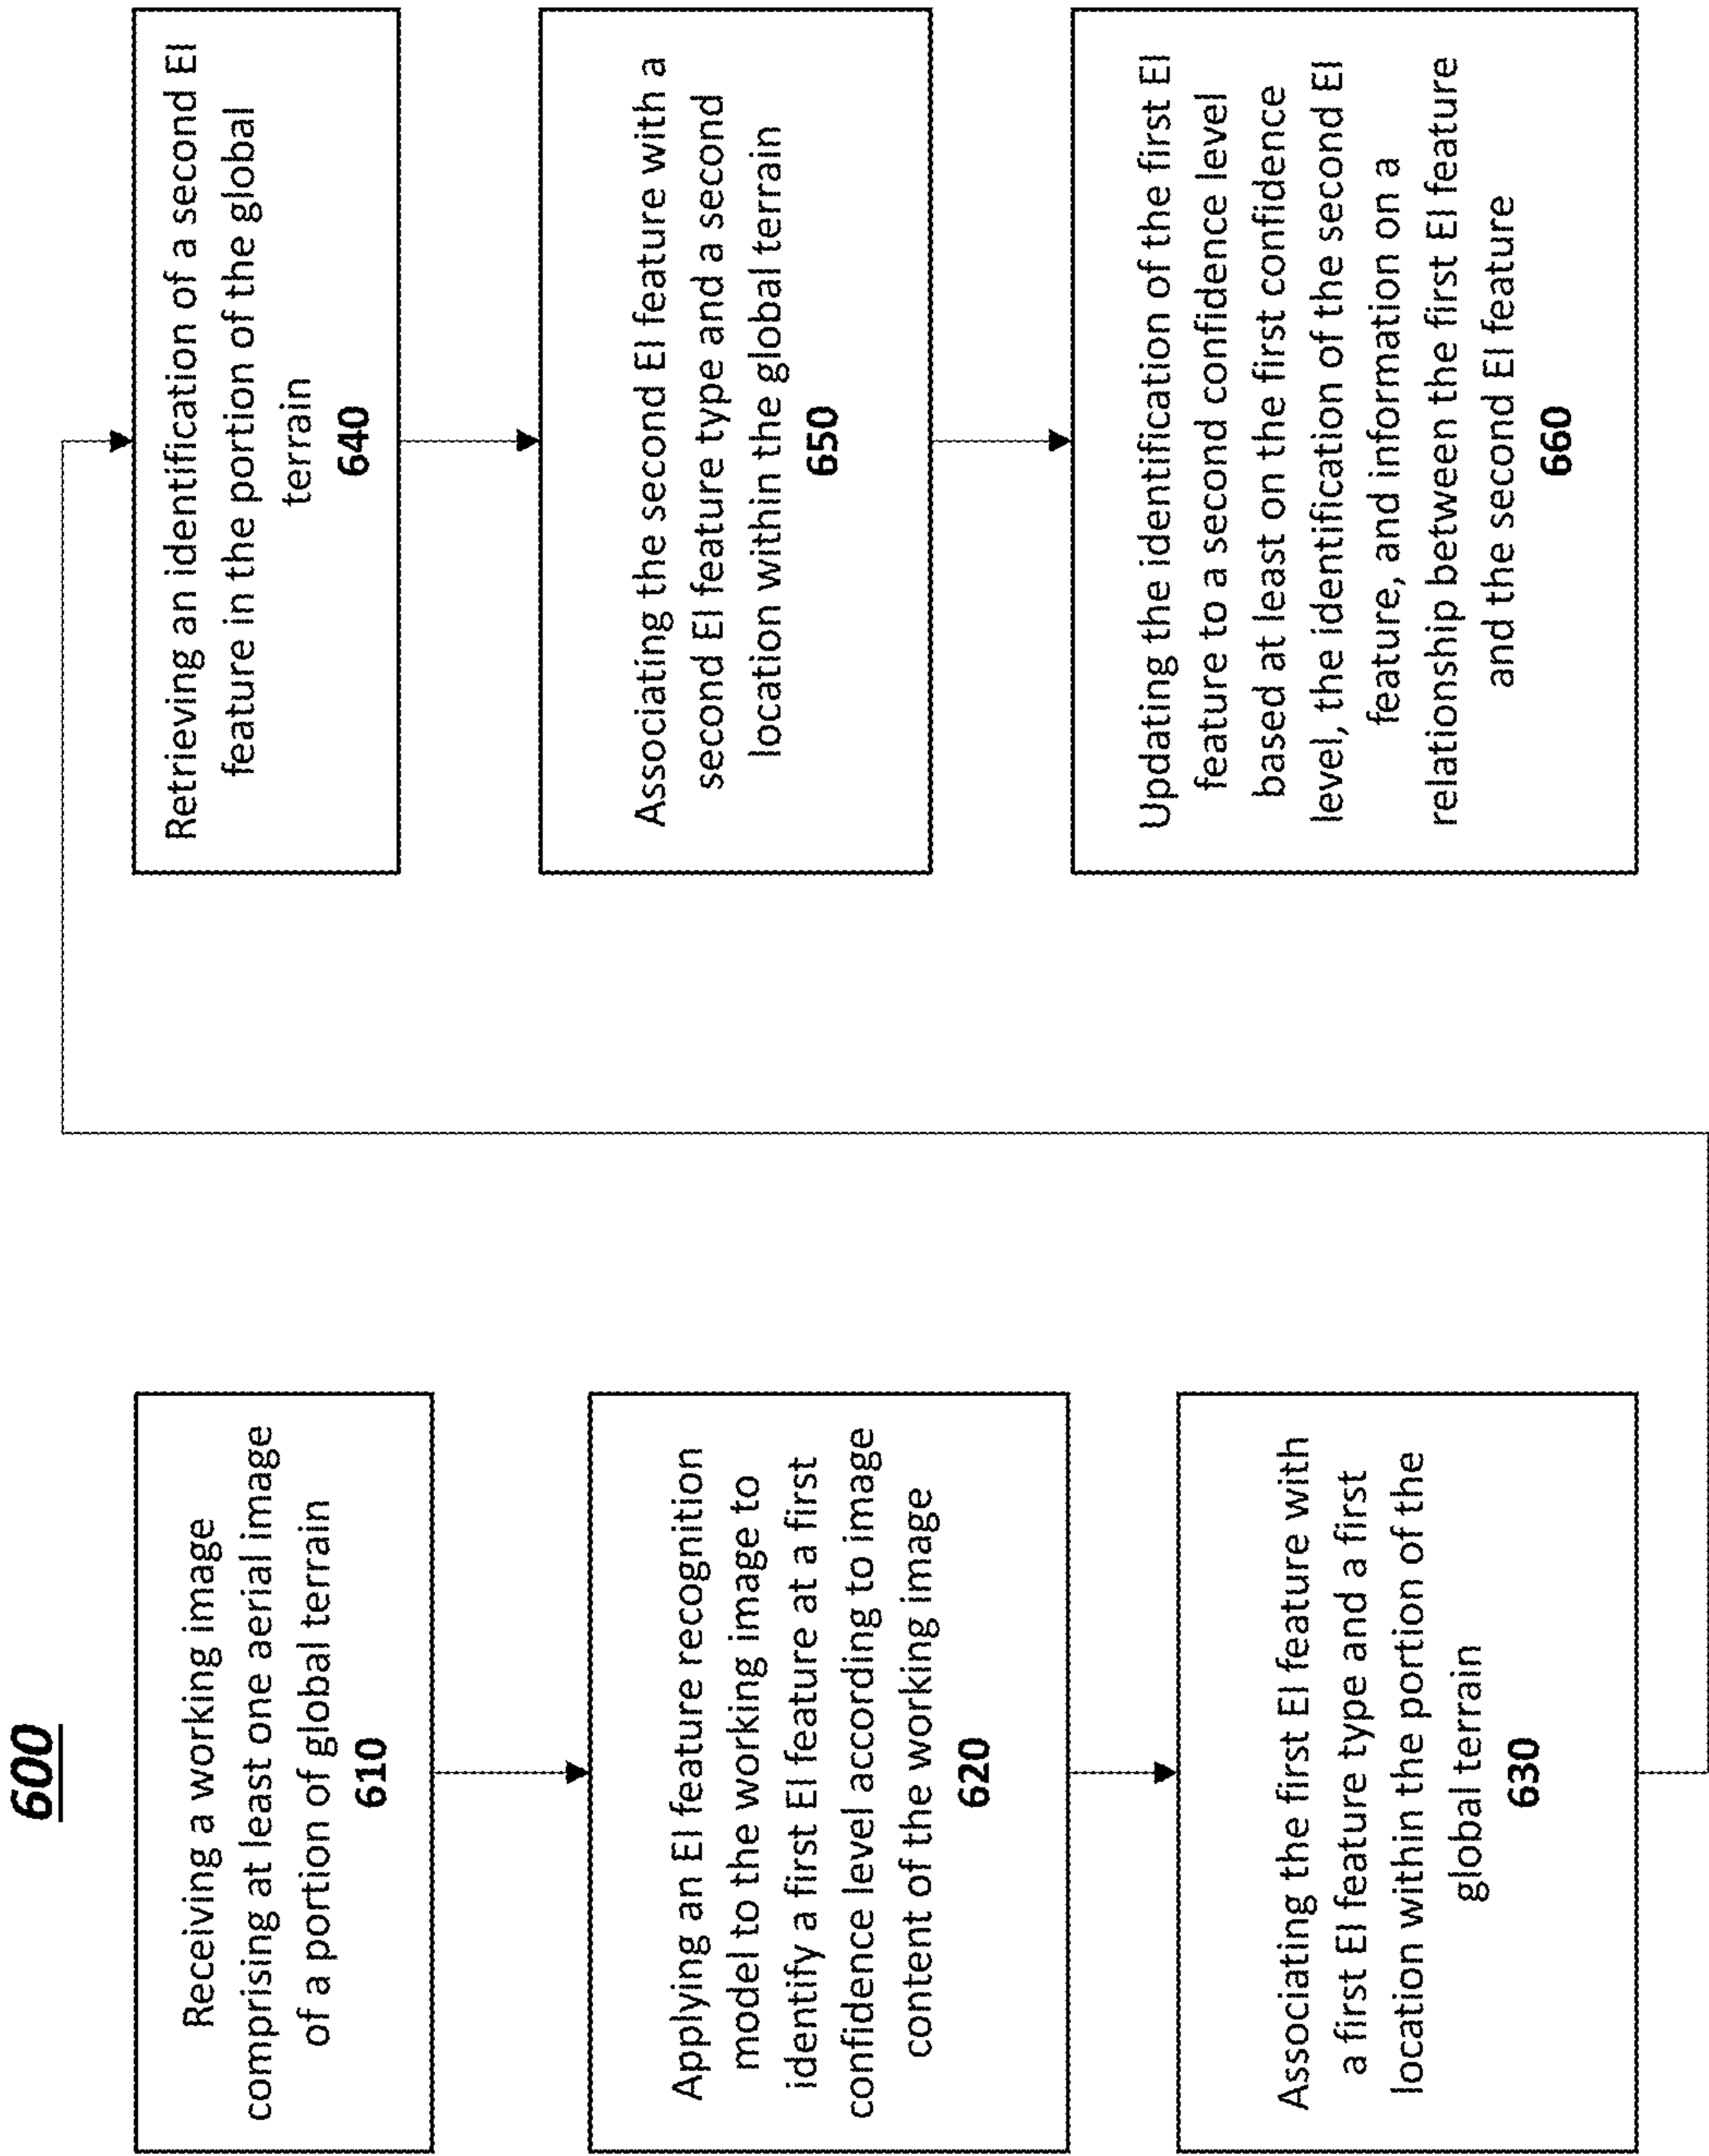 600
Receiving a working image
comprising at least one aerial image
of a portion of global terrain
610
Applying an EI feature recognition
model to the working image to
identify a first EI feature at a first
confidence level according to image
content of the working image
620
Associating the first EI feature with
a first EI feature type and a first
location within the portion of the
global terrain
630
Retrieving an identification of a second EI
feature in the portion of the global
terrain
640
Associating the second EI feature with a
second EI feature type and a second
location within the global terrain
650
Updating the identification of the first EI
feature to a second confidence level
based at least on the first confidence
level, the identification of the second EI
feature, and information on a
relationship between the first EI feature
and the second EI feature
660